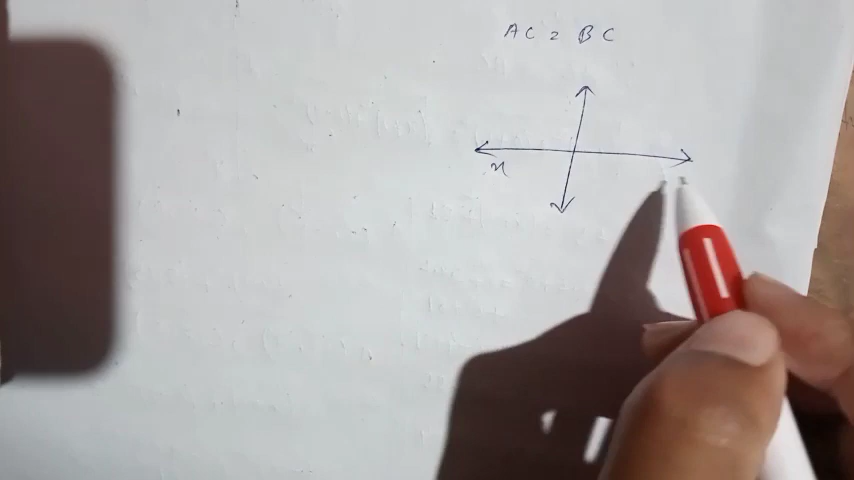 AC = BC
x